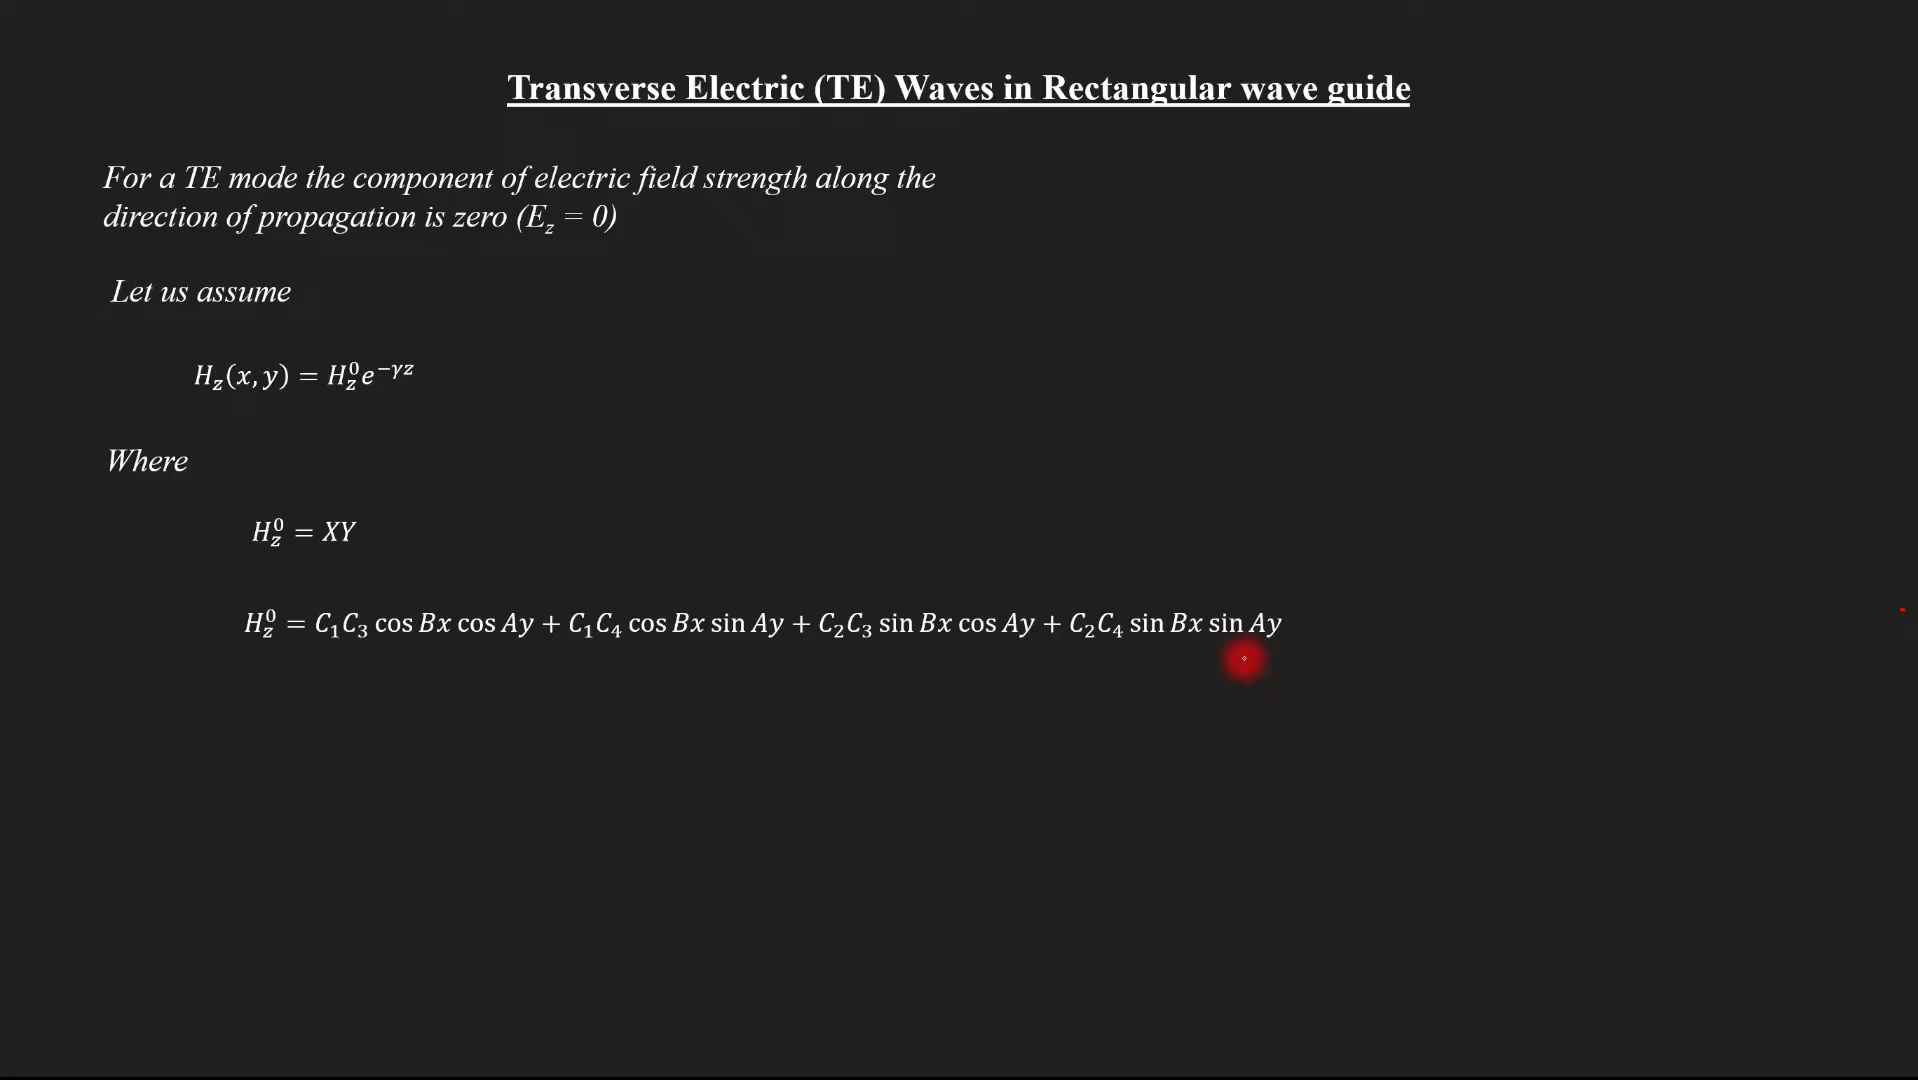 Transverse Electric (TE) Waves in Rectangular wave guide
For a TE mode the component of electric field strength along the
direction of propagation is zero (E_z = 0)
Let us assume
H_z(x, y) = H_z^0 e^{−γz}
Where
H_z^0 = XY
H_z^0 = C_1C_3 cos Bx cos Ay + C_1C_4 cos Bx sin Ay + C_2C_3 sin Bx cos Ay + C_2C_4 sin Bx sin Ay